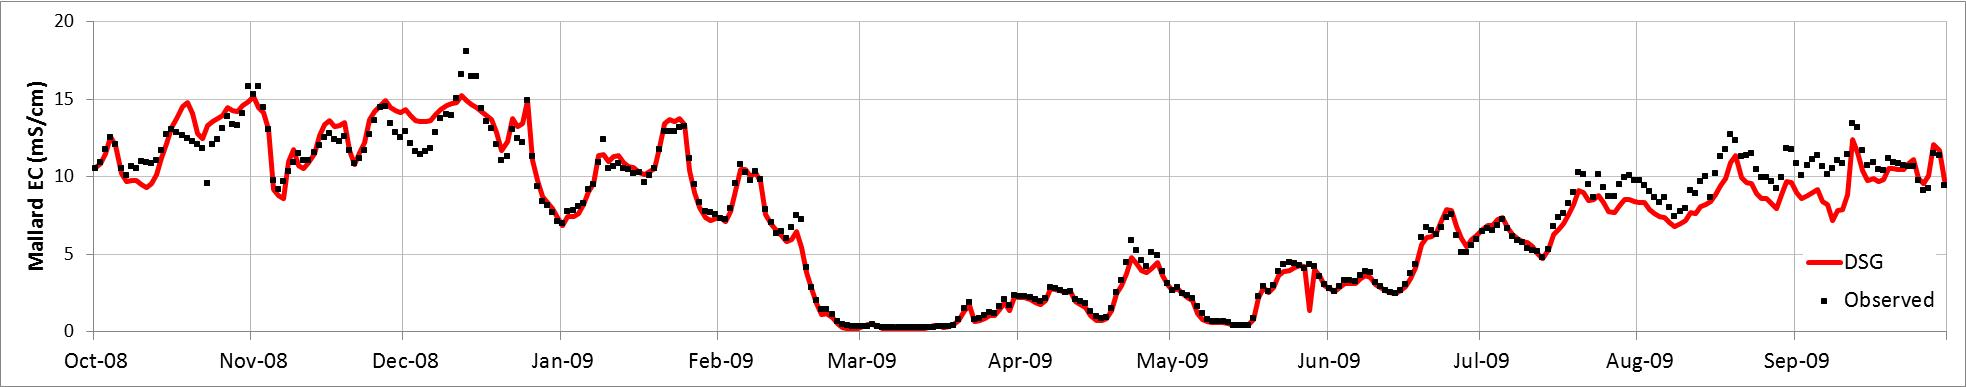 Mallard EC (mS/cm)
20
15
10
5
0
Oct-08 Nov-08 Dec-08 Jan-09 Feb-09 Mar-09 Apr-09 May-09 Jun-09 Jul-09 Aug-09 Sep-09
DSG
Observed